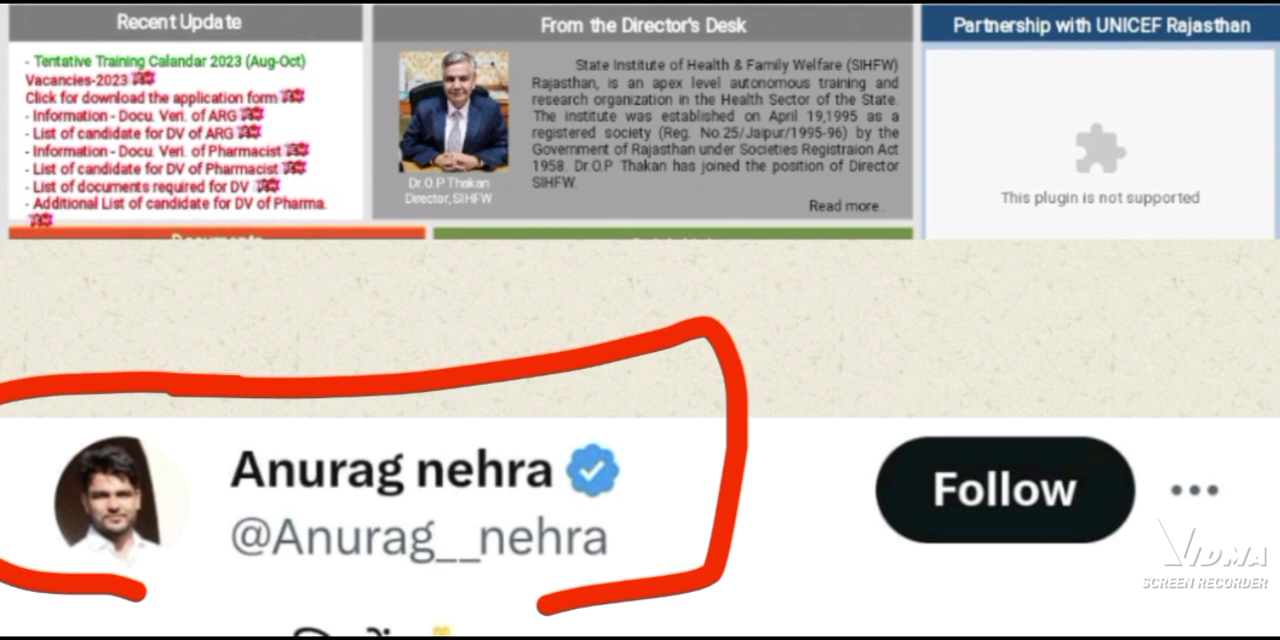 Recent Update
- Tentative Training Calandar 2023 (Aug-Oct)
Vacancies-2023
Click for download the application form
- Information - Docu. Veri. of ARG
- List of candidate for DV of ARG
- Information - Docu. Veri. of Pharmacist
- List of candidate for DV of Pharmacist
- List of documents required for DV
- Additional List of candidate for DV of Pharma.
From the Director's Desk
State Institute of Health & Family Welfare (SIHFW)
Rajasthan, is an apex level autonomous training and
research organization in the Health Sector of the State.
The institute was established on April 19,1995 as a
registered society (Reg. No.25/Jaipur/1995-96) by the
Government of Rajasthan under Societies Registraion Act
1958. Dr.O.P Thakan has joined the position of Director
SIHFW.
Dr.O.P Thakan
Director, SIHFW
Read more..
Partnership with UNICEF Rajasthan
This plugin is not supported
Documents
Anurag nehra
@Anurag__nehra
Follow
VIDMA
SCREEN RECORDER